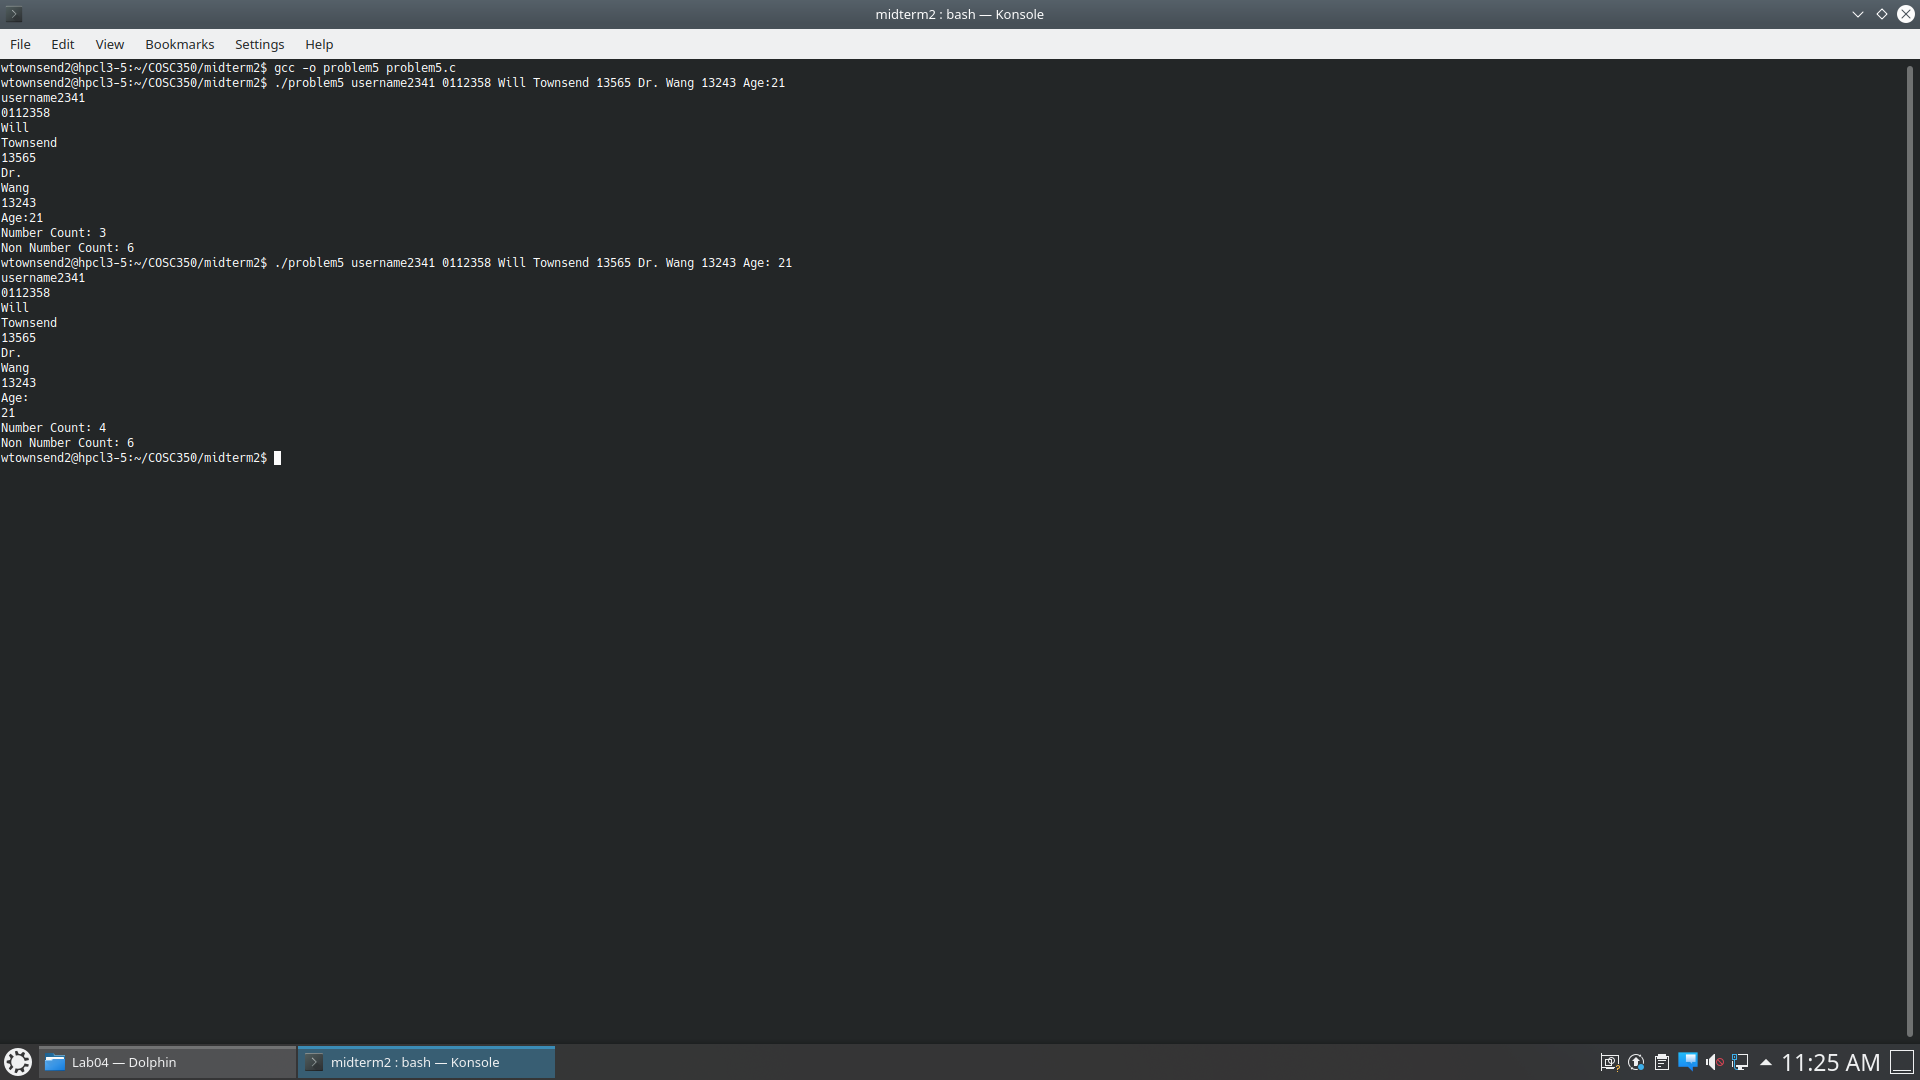 midterm2 : bash — Konsole
File Edit View Bookmarks Settings Help
wtownsend2@hpcl3-5:~/COSC350/midterm2$ gcc -o problem5 problem5.c
wtownsend2@hpcl3-5:~/COSC350/midterm2$ ./problem5 username2341 0112358 Will Townsend 13565 Dr. Wang 13243 Age:21
username2341
0112358
Will
Townsend
13565
Dr.
Wang
13243
Age:21
Number Count: 3
Non Number Count: 6
wtownsend2@hpcl3-5:~/COSC350/midterm2$ ./problem5 username2341 0112358 Will Townsend 13565 Dr. Wang 13243 Age: 21
username2341
0112358
Will
Townsend
13565
Dr.
Wang
13243
Age:
21
Number Count: 4
Non Number Count: 6
wtownsend2@hpcl3-5:~/COSC350/midterm2$
Lab04 — Dolphin midterm2 : bash — Konsole 11:25 AM